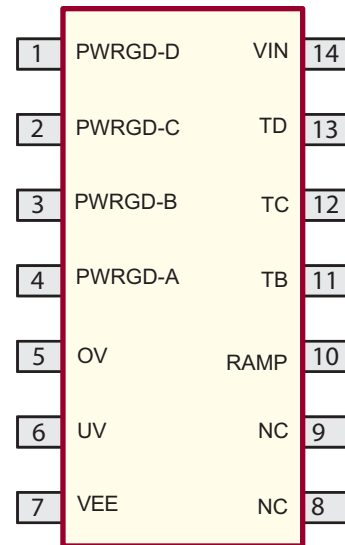 1 PWRGD-D VIN 14
2 PWRGD-C TD 13
3 PWRGD-B TC 12
4 PWRGD-A TB 11
5 OV RAMP 10
6 UV NC 9
7 VEE NC 8